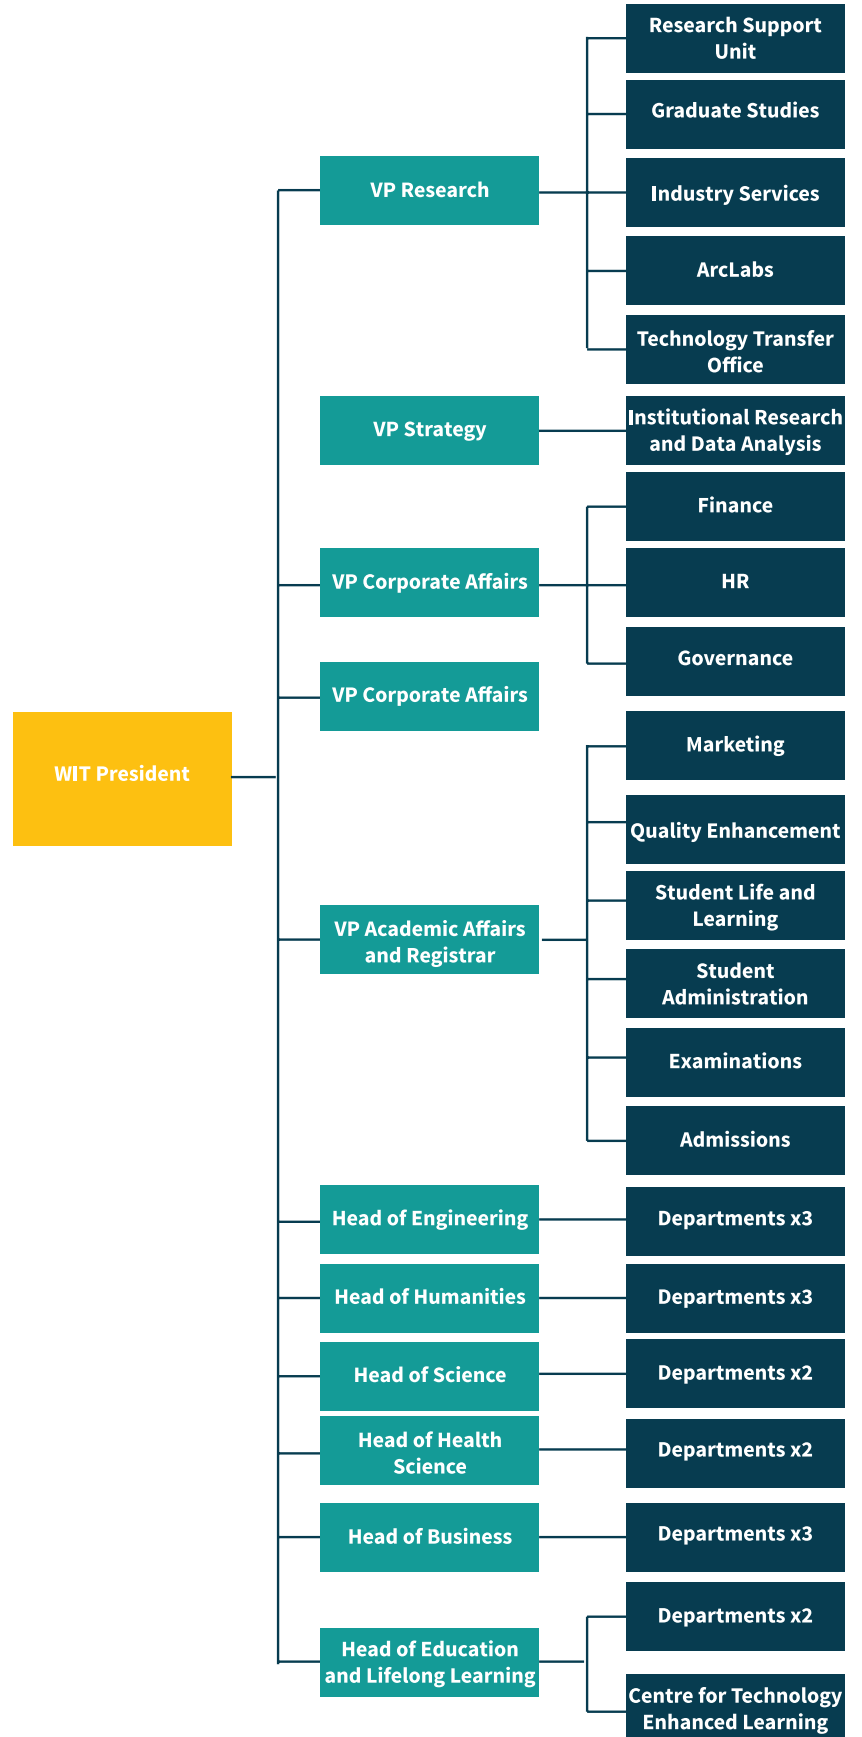 WIT President
VP Research
Research Support
Unit
Graduate Studies
Industry Services
ArcLabs
Technology Transfer
Office
VP Strategy
Institutional Research
and Data Analysis
VP Corporate Affairs
Finance
HR
Governance
VP Corporate Affairs
VP Academic Affairs
and Registrar
Marketing
Quality Enhancement
Student Life and
Learning
Student
Administration
Examinations
Admissions
Head of Engineering
Departments x3
Head of Humanities
Departments x3
Head of Science
Departments x2
Head of Health
Science
Departments x2
Head of Business
Departments x3
Head of Education
and Lifelong Learning
Departments x2
Centre for Technology
Enhanced Learning